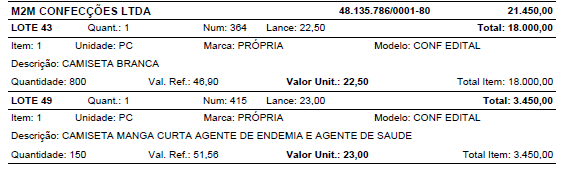 M2M CONFECÇÕES LTDA 48.135.786/0001-80 21.450,00
LOTE 43 Quant.: 1 Num: 364 Lance: 22,50 Total: 18.000,00
Item: 1 Unidade: PC Marca: PRÓPRIA Modelo: CONF EDITAL
Descrição: CAMISETA BRANCA
Quantidade: 800 Val. Ref.: 46,90 Valor Unit.: 22,50 Total Item: 18.000,00
LOTE 49 Quant.: 1 Num: 415 Lance: 23,00 Total: 3.450,00
Item: 1 Unidade: PC Marca: PRÓPRIA Modelo: CONF EDITAL
Descrição: CAMISETA MANGA CURTA AGENTE DE ENDEMIA E AGENTE DE SAUDE
Quantidade: 150 Val. Ref.: 51,56 Valor Unit.: 23,00 Total Item: 3.450,00